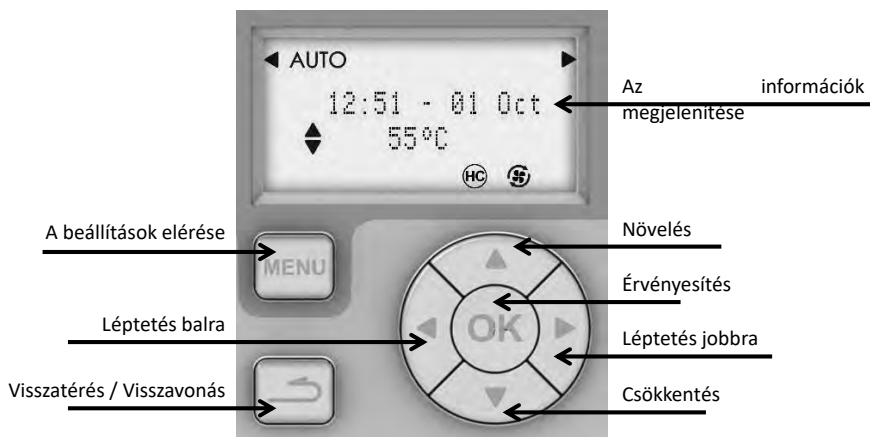 AUTO
12:51 - 01 Oct
55°C
HC
Az információk
megjelenítése
A beállítások elérése
MENU
Növelés
Érvényesítés
OK
Léptetés balra
Léptetés jobbra
Visszatérés / Visszavonás
Csökkentés